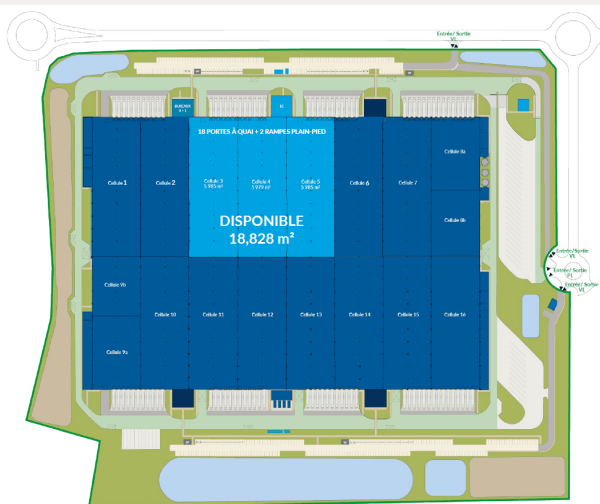 Entrée/ Sortie
VL
BUREAUX
R + 1
LC
18 PORTES À QUAI + 2 RAMPES PLAIN-PIED
Cellule 1
Cellule 2
Cellule 3
5 985 m²
Cellule 4
5 979 m²
Cellule 5
5 985 m²
Cellule 6
Cellule 7
Cellule 8a
DISPONIBLE
18,828 m²
Cellule 8b
Entrée/ Sortie
VL
Entrée/ Sortie
PL
Entrée/ Sortie
VL
Cellule 9b
Cellule 10
Cellule 11
Cellule 12
Cellule 13
Cellule 14
Cellule 15
Cellule 16
Cellule 9a